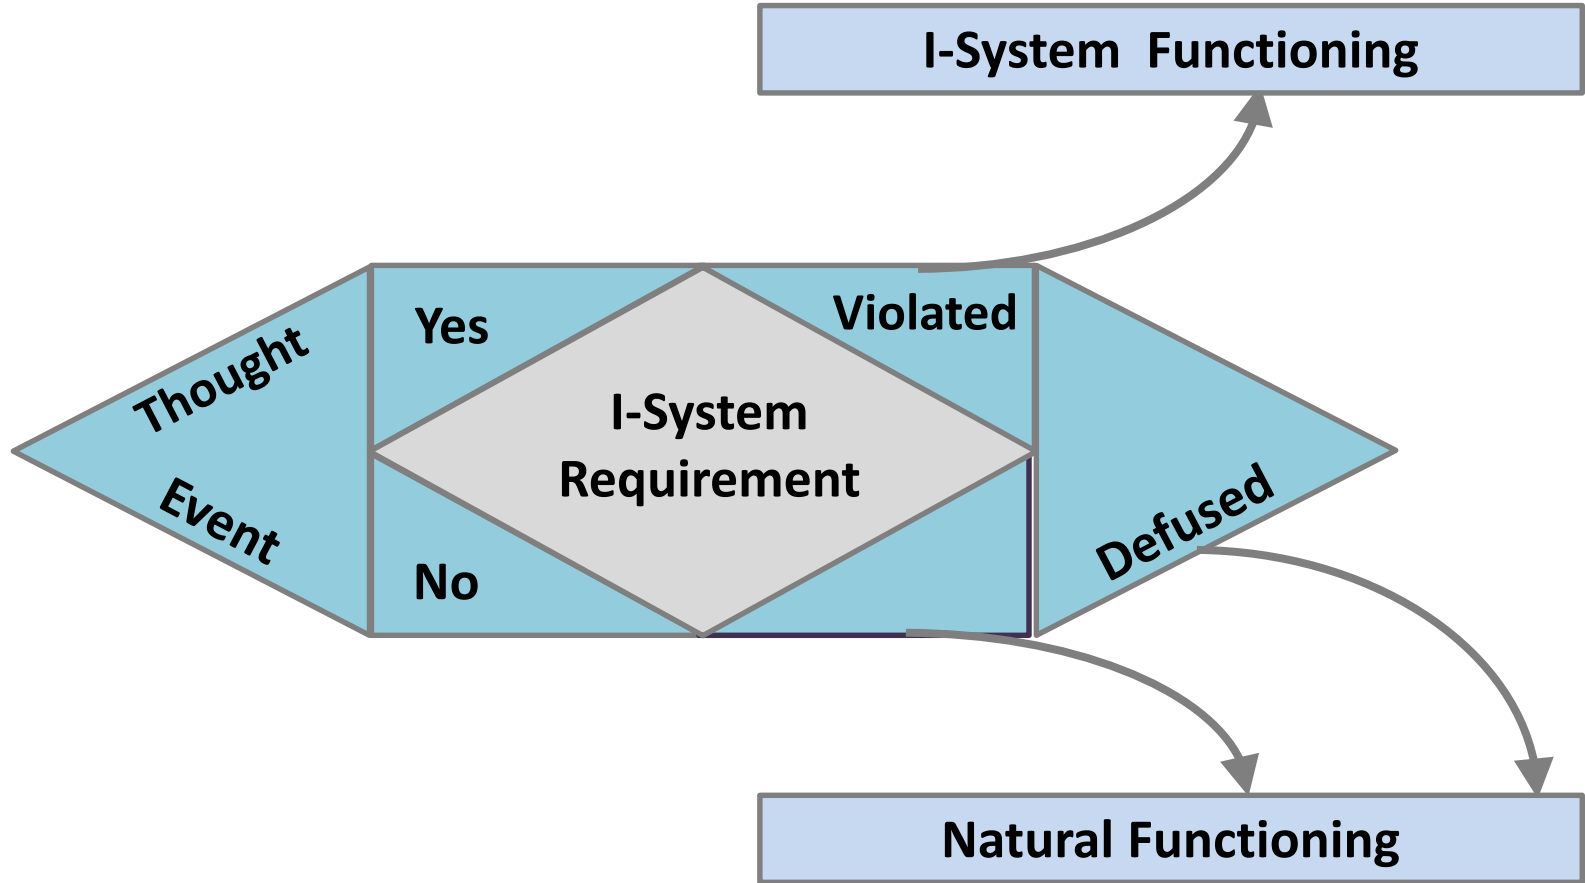 I-System  Functioning
Thought
Event
Yes
No
I-System
Requirement
Violated
Defused
Natural Functioning